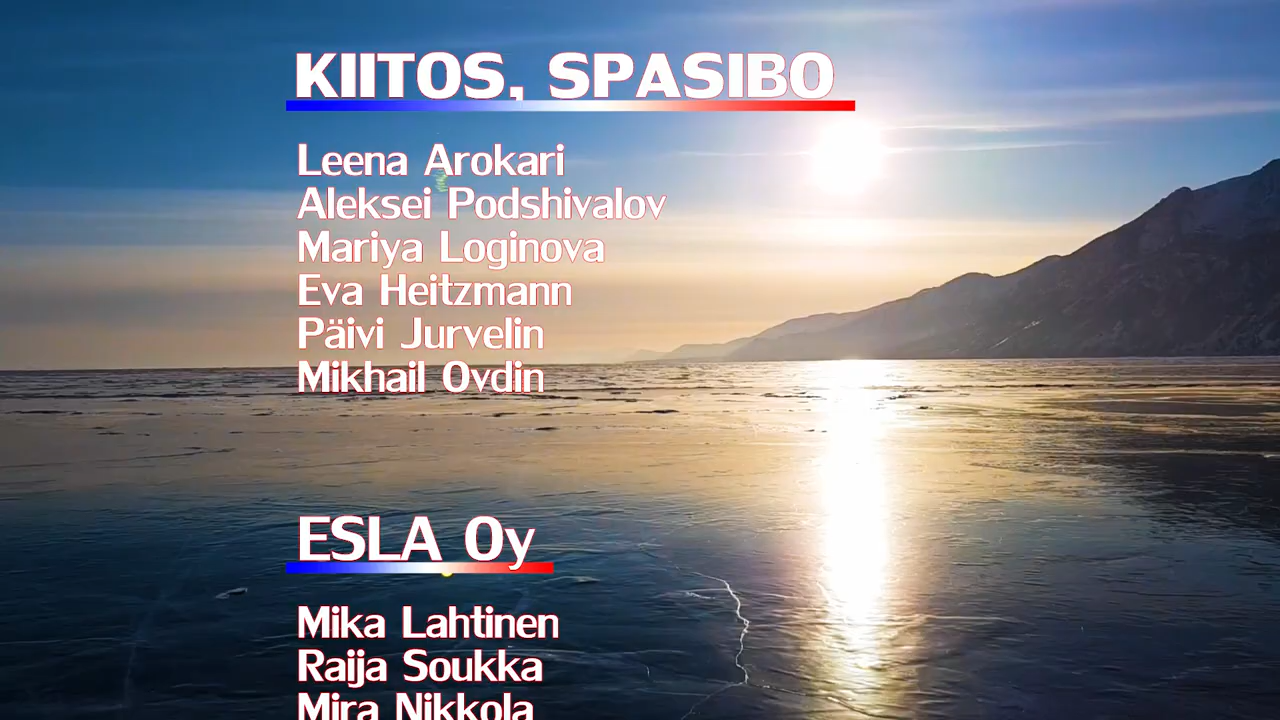 KIITOS, SPASIBO
Leena Arokari
Aleksei Podshivalov
Mariya Loginova
Eva Heitzmann
Päivi Jurvelin
Mikhail Ovdin
ESLA Oy
Mika Lahtinen
Raija Soukka
Mira Nikkola